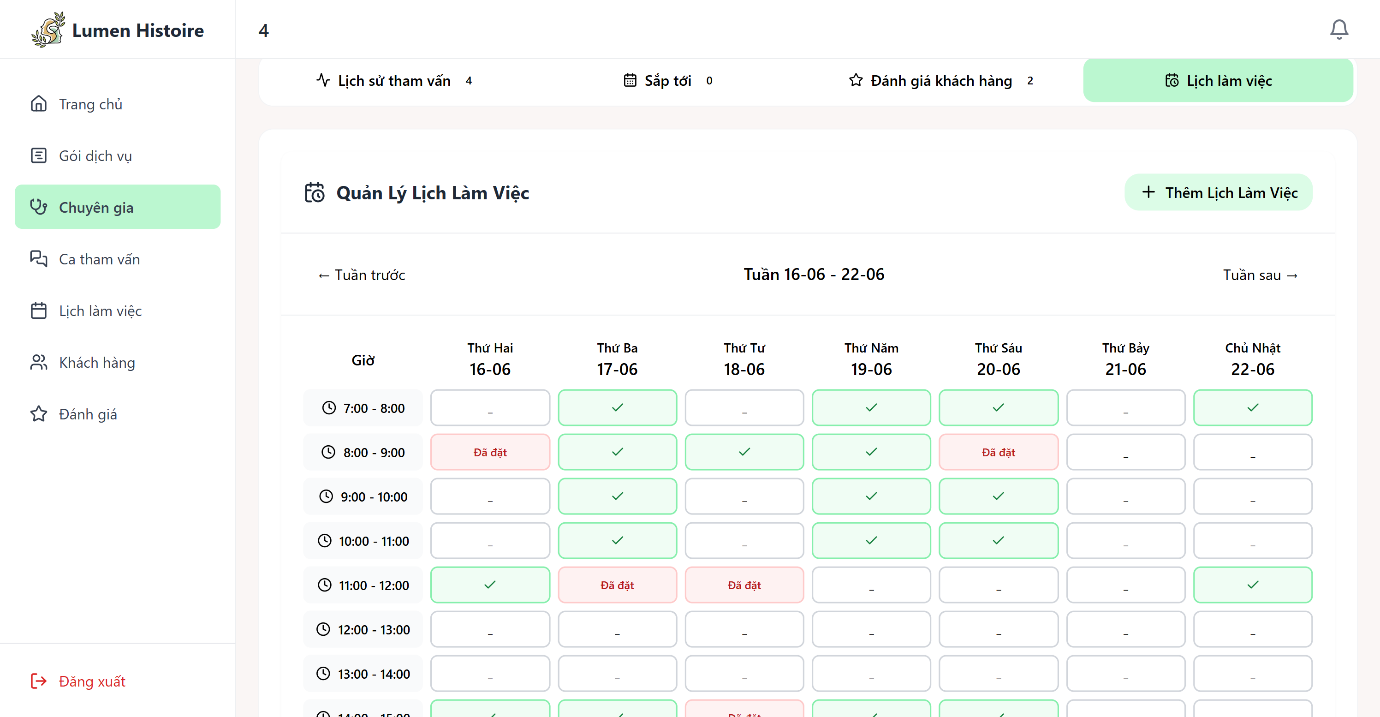 Lumen Histoire
4
Lịch sử tham vấn 4 Sắp tới 0 Đánh giá khách hàng 2 Lịch làm việc
Trang chủ
Gói dịch vụ
Chuyên gia
Ca tham vấn
Lịch làm việc
Khách hàng
Đánh giá
Đăng xuất
Quản Lý Lịch Làm Việc
+ Thêm Lịch Làm Việc
← Tuần trước Tuần 16-06 - 22-06 Tuần sau →
Giờ
Thứ Hai Thứ Ba Thứ Tư Thứ Năm Thứ Sáu Thứ Bảy Chủ Nhật
16-06 17-06 18-06 19-06 20-06 21-06 22-06
7:00 - 8:00 – ✓ – ✓ ✓ – ✓
8:00 - 9:00 Đã đặt ✓ ✓ ✓ Đã đặt – –
9:00 - 10:00 – ✓ – ✓ ✓ – –
10:00 - 11:00 – ✓ – ✓ ✓ – –
11:00 - 12:00 ✓ Đã đặt Đã đặt – – – ✓
12:00 - 13:00 – – – – – – –
13:00 - 14:00 – – – – – – –
14:00 - 15:00 ✓ ✓ Đã đặt ✓ ✓